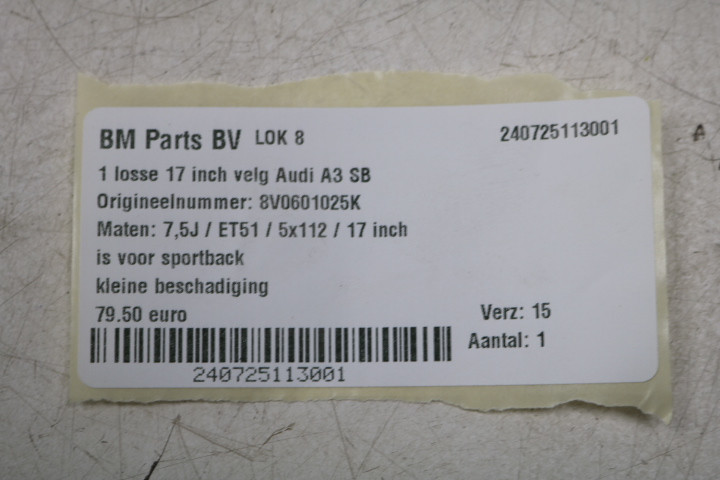 BM Parts BV LOK 8 240725113001
1 losse 17 inch velg Audi A3 SB
Origineelnummer: 8V0601025K
Maten: 7,5J / ET51 / 5x112 / 17 inch
is voor sportback
kleine beschadiging
79.50 euro Verz: 15
Aantal: 1
240725113001